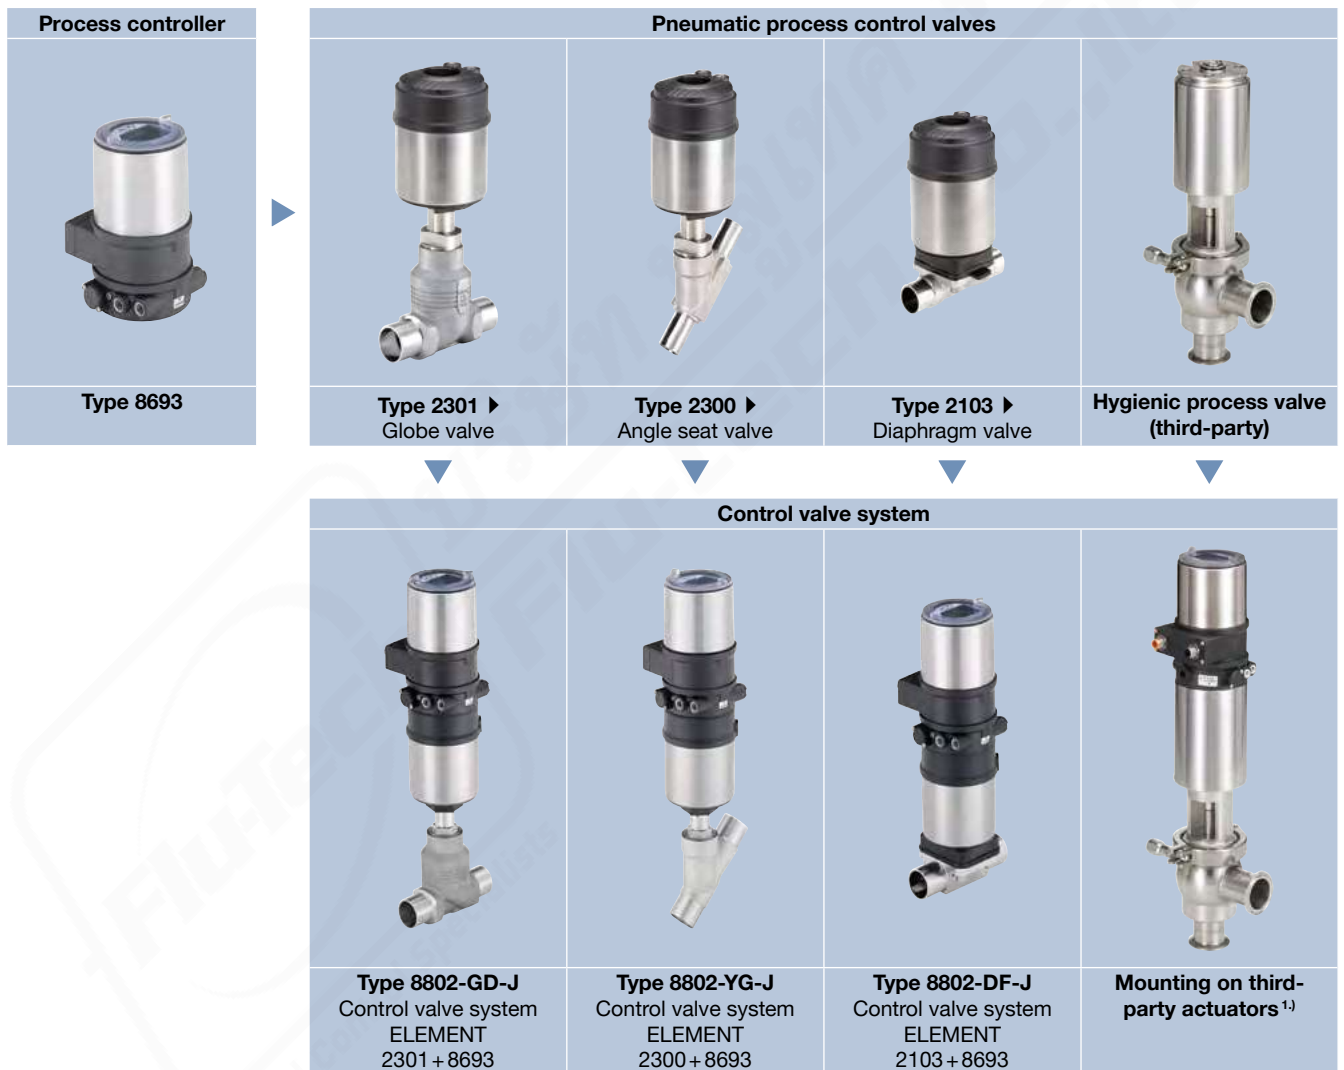 Process controller
Pneumatic process control valves
Type 8693
Type 2301 ▶
Globe valve
Type 2300 ▶
Angle seat valve
Type 2103 ▶
Diaphragm valve
Hygienic process valve
(third-party)
Control valve system
Type 8802-GD-J
Control valve system
ELEMENT
2301 + 8693
Type 8802-YG-J
Control valve system
ELEMENT
2300 + 8693
Type 8802-DF-J
Control valve system
ELEMENT
2103 + 8693
Mounting on third-
party actuators 1.)
Flu-Tech